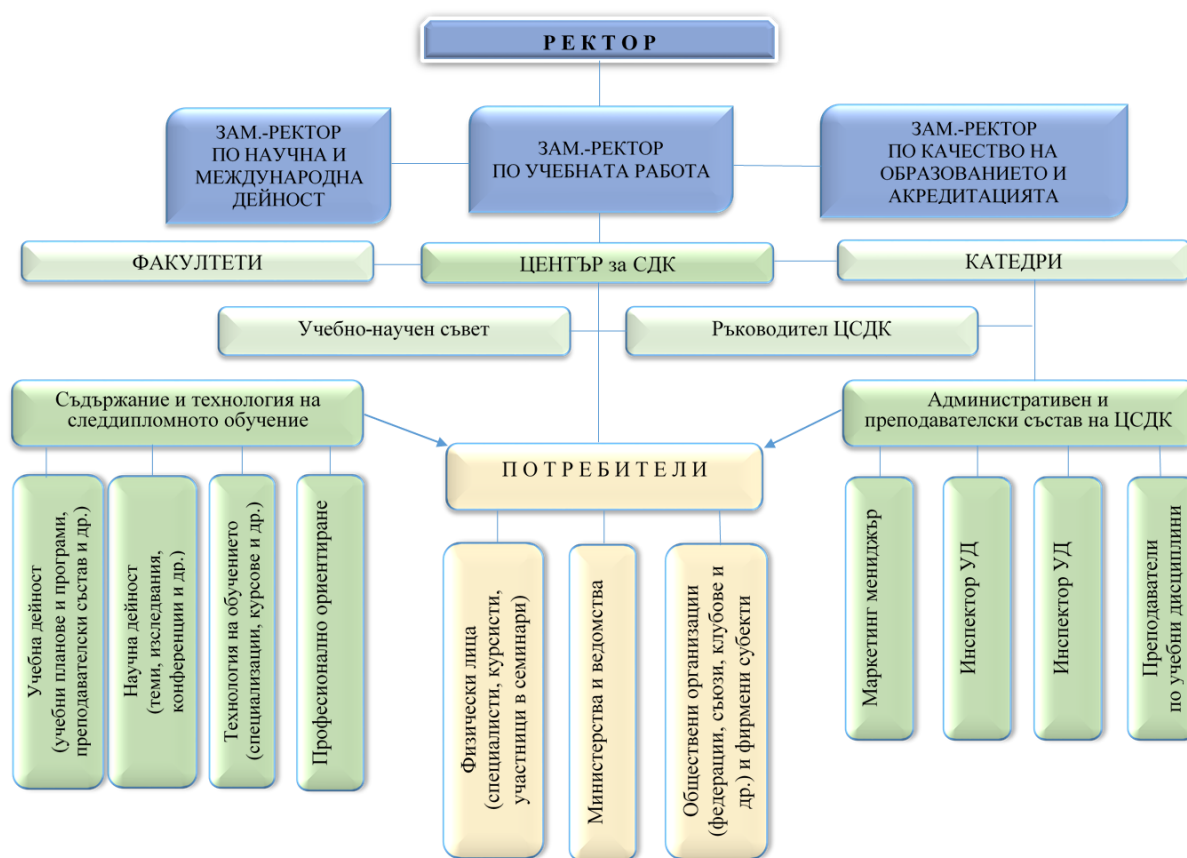 Р Е К Т О Р
ЗАМ.-РЕКТОР
ПО НАУЧНА И
МЕЖДУНАРОДНА
ДЕЙНОСТ
ЗАМ.-РЕКТОР
ПО УЧЕБНАТА РАБОТА
ЗАМ.-РЕКТОР
ПО КАЧЕСТВО НА
ОБРАЗОВАНИЕТО И
АКРЕДИТАЦИЯТА
ФАКУЛТЕТИ
ЦЕНТЪР за СДК
КАТЕДРИ
Учебно-научен съвет
Ръководител ЦСДК
Съдържание и технология на
следдипломното обучение
Административен и
преподавателски състав на ЦСДК
П О Т Р Е Б И Т Е Л И
Учебна дейност
(учебни планове и програми,
преподавателски състав и др.)
Научна дейност
(теми, изследвания,
конференции и др.)
Технология на обучението
(специализации, курсове и др.)
Професионално ориентиране
Физически лица
(специалисти, курсисти,
участници в семинари)
Министерства и ведомства
Обществени организации
(федерации, съюзи, клубове и
др.) и фирмени субекти
Маркетинг мениджър
Инспектор УД
Инспектор УД
Преподаватели
по учебни дисциплини